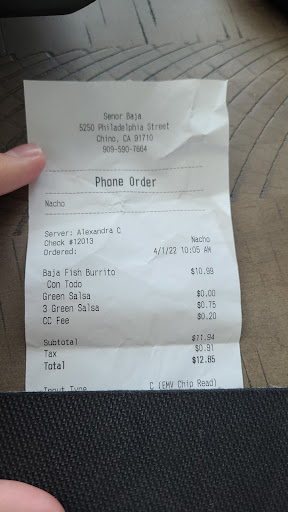 Senor Baja
5250 Philadelphia Street
Chino, CA 91710
909-590-7664
Phone Order
Nacho
Server: Alexandra C
Check #12013 Nacho
Ordered: 4/1/22 10:05 AM
Baja Fish Burrito $10.99
Con Todo
Green Salsa $0.00
3 Green Salsa $0.75
CC Fee $0.20
Subtotal $11.94
Tax $0.91
Total $12.85
Input Type C (EMV Chip Read)